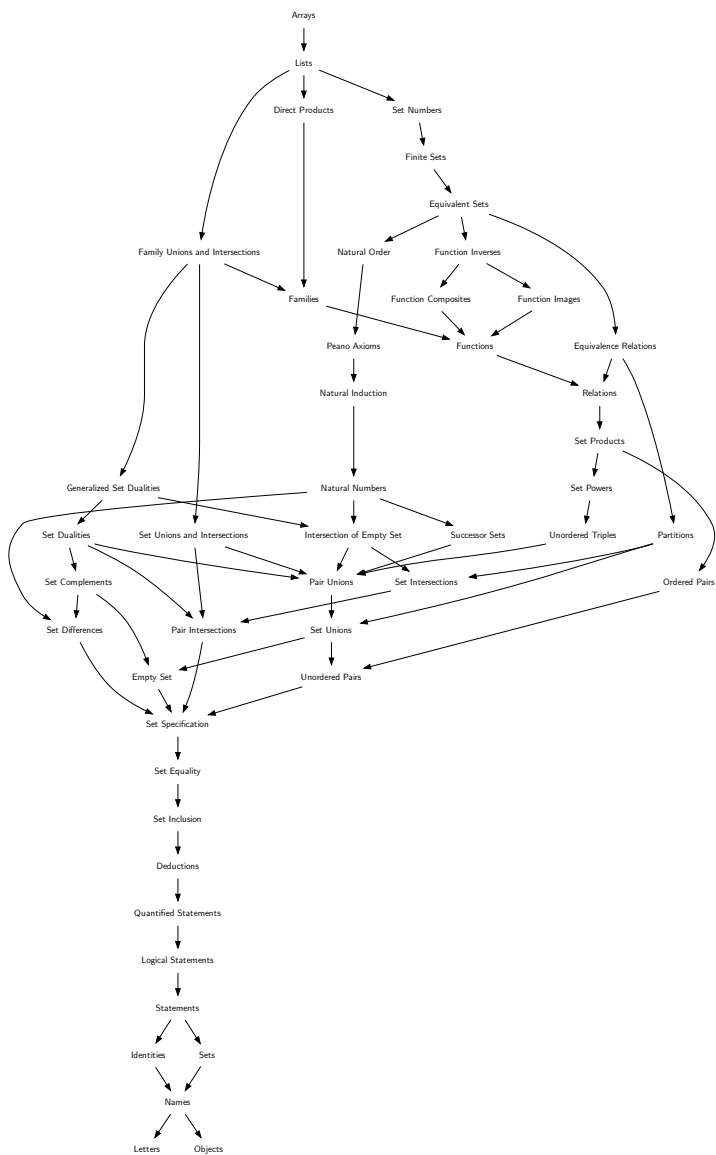 Arrays
Lists
Direct Products
Set Numbers
Finite Sets
Equivalent Sets
Family Unions and Intersections
Natural Order
Function Inverses
Families
Function Composites
Function Images
Peano Axioms
Functions
Equivalence Relations
Natural Induction
Relations
Set Products
Generalized Set Dualities
Natural Numbers
Set Powers
Set Dualities
Set Unions and Intersections
Intersection of Empty Set
Successor Sets
Unordered Triples
Partitions
Set Complements
Pair Unions
Set Intersections
Ordered Pairs
Set Differences
Pair Intersections
Set Unions
Empty Set
Unordered Pairs
Set Specification
Set Equality
Set Inclusion
Deductions
Quantified Statements
Logical Statements
Statements
Identities
Sets
Names
Letters
Objects